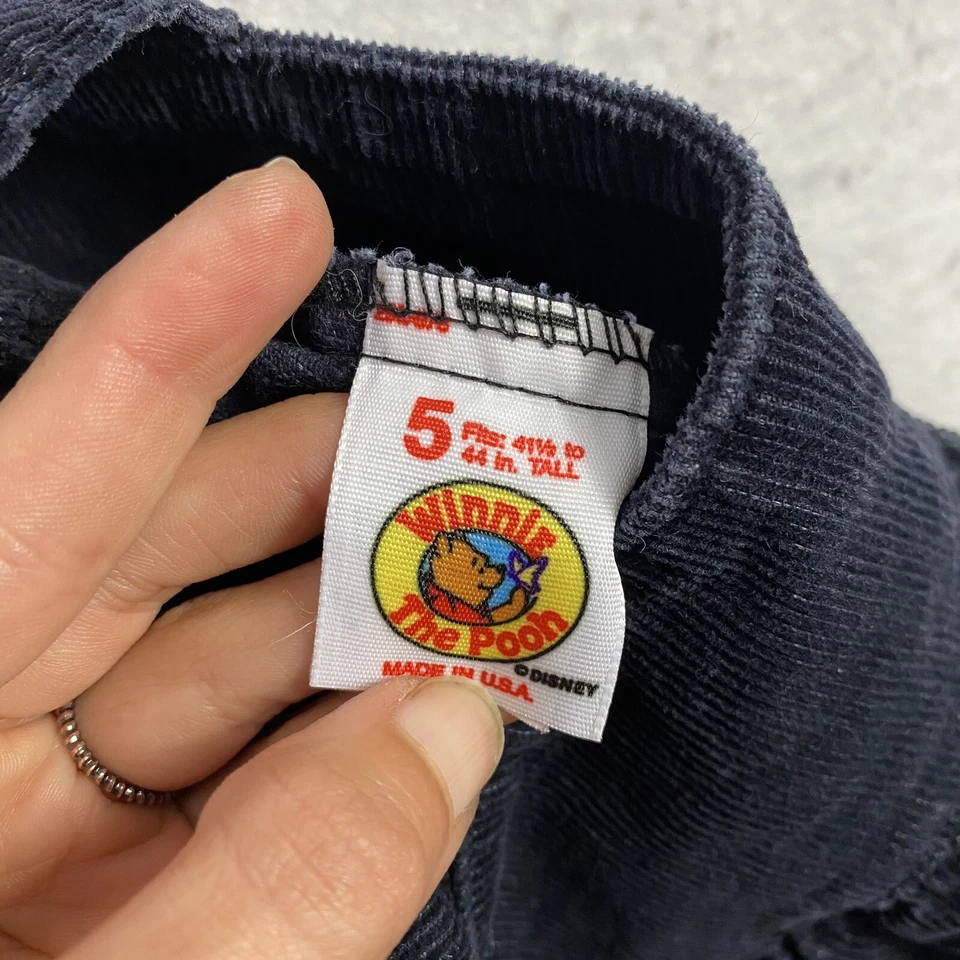 5 Fits: 41½ to
44 in. TALL
Winnie
The Pooh
© DISNEY
MADE IN U.S.A.